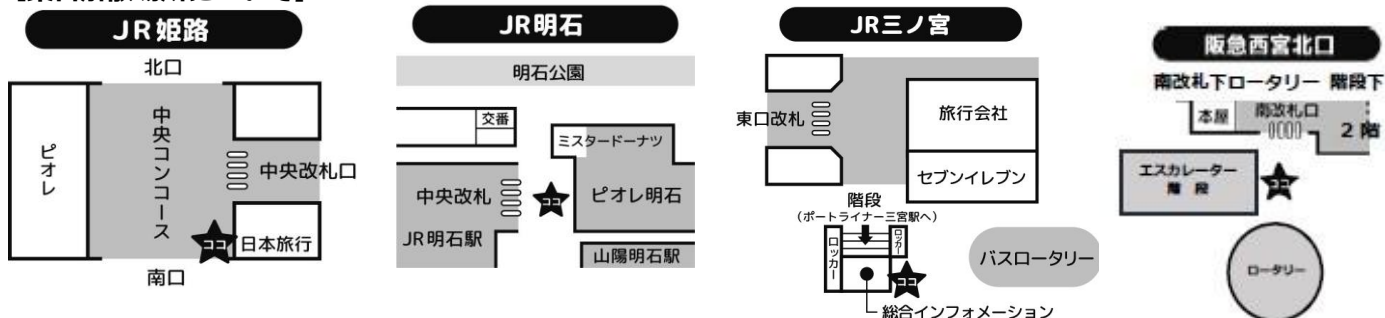 JR姫路
北口
ピオレ
中央コンコース
中央改札口
ココ
日本旅行
南口
JR明石
明石公園
交番
ミスタードーナツ
中央改札
ココ
ピオレ明石
JR明石駅
山陽明石駅
JR三ノ宮
東口改札
旅行会社
セブンイレブン
階段
(ポートライナー三宮駅へ)
ロッカー
ロッカー
ココ
バスロータリー
総合インフォメーション
阪急西宮北口
南改札下ロータリー 階段下
本屋
南改札口
2階
エスカレーター
階段
ココ
ロータリー